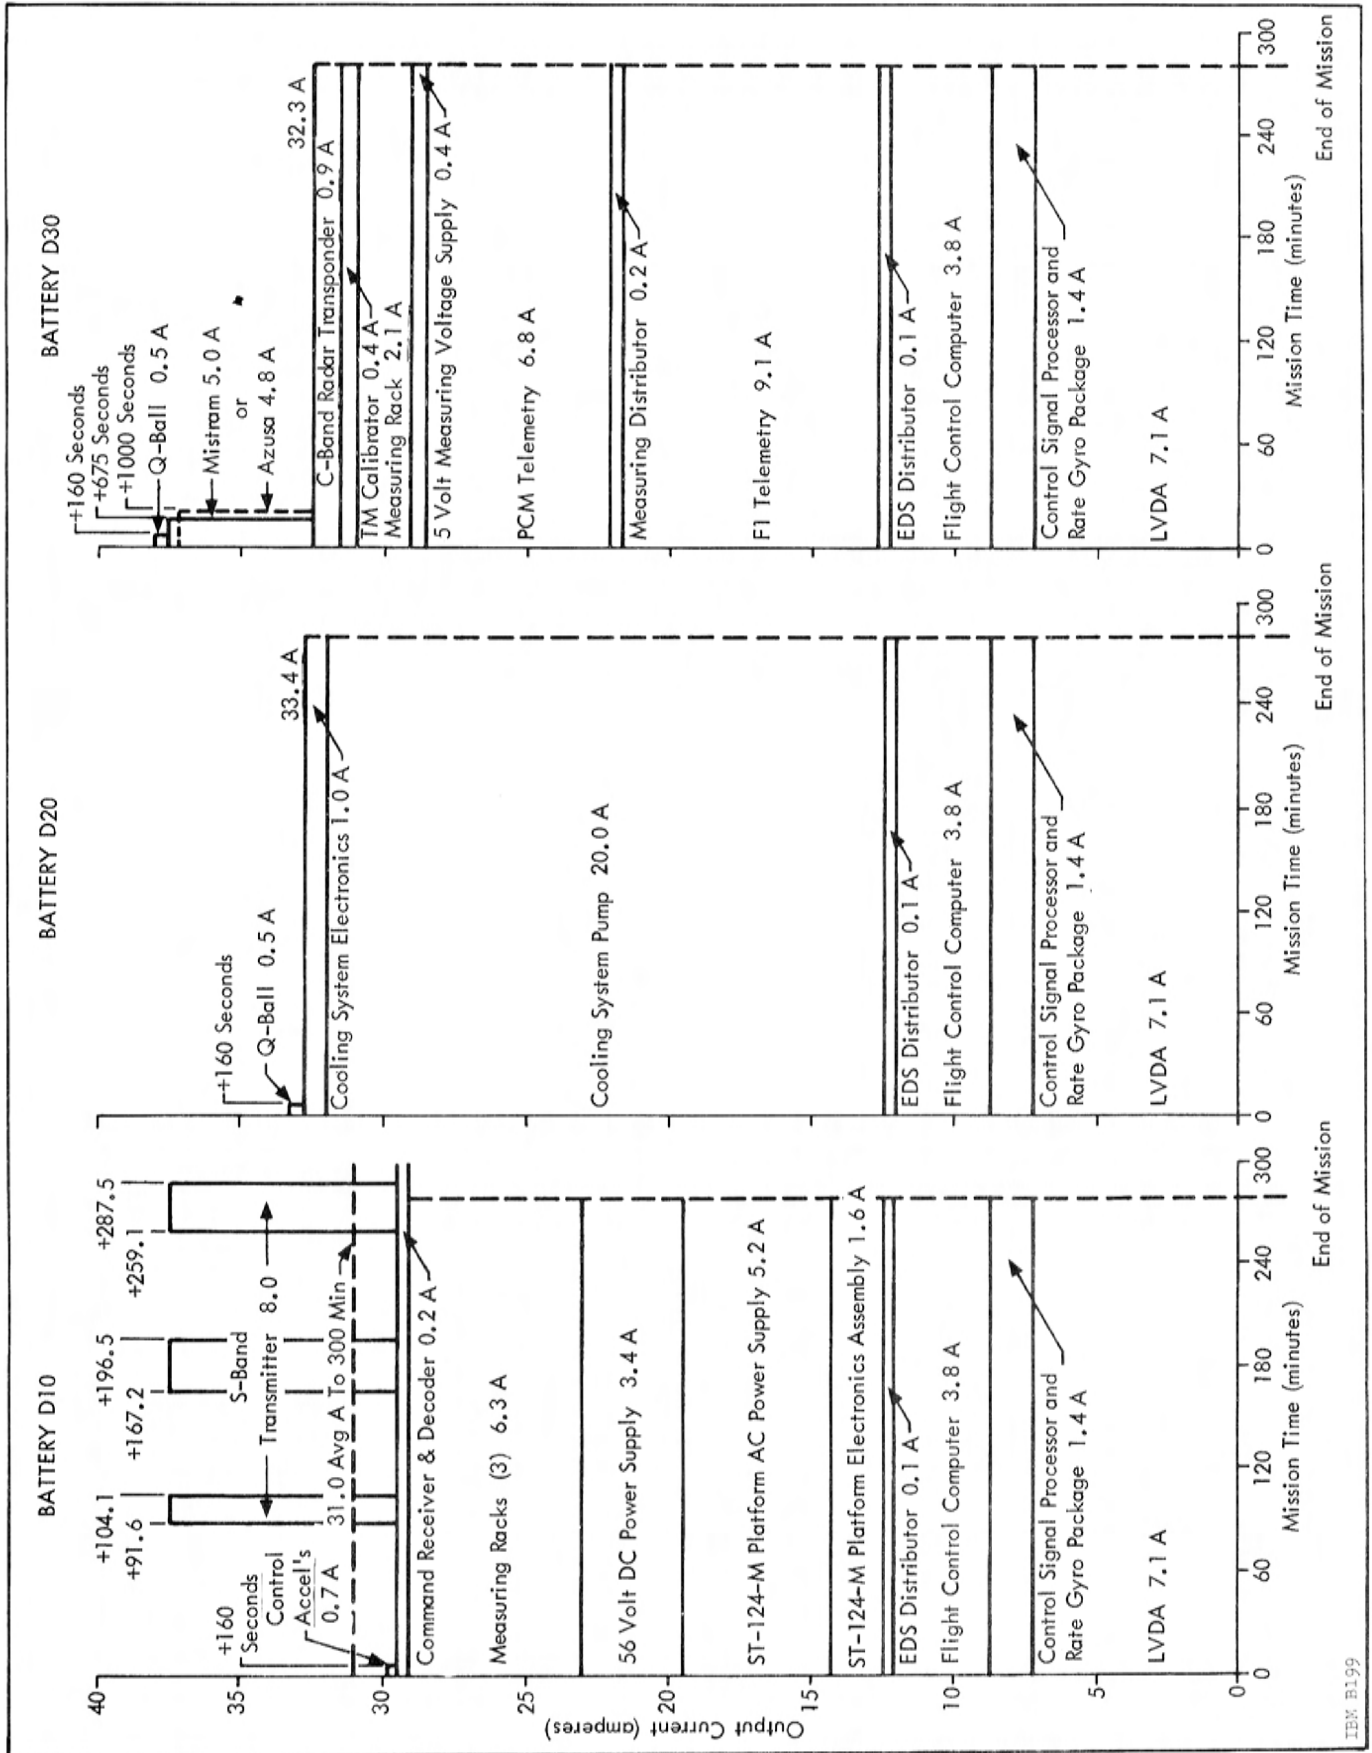 BATTERY D10
+104.1
+91.6
+196.5
+167.2
+287.5
+259.1
+160
Seconds
Control
Accel's
0.7 A
S-Band
Transmitter 8.0
31.0 Avg A To 300 Min
Command Receiver & Decoder 0.2 A
Measuring Racks (3) 6.3 A
56 Volt DC Power Supply 3.4 A
ST-124-M Platform AC Power Supply 5.2 A
ST-124-M Platform Electronics Assembly 1.6 A
EDS Distributor 0.1 A
Flight Control Computer 3.8 A
Control Signal Processor and
Rate Gyro Package 1.4 A
LVDA 7.1 A
Output Current (amperes)
40
35
30
25
20
15
10
5
0
0 60 120 180 240 300
Mission Time (minutes)
End of Mission
BATTERY D20
+160 Seconds
Q-Ball 0.5 A
33.4 A
Cooling System Electronics 1.0 A
Cooling System Pump 20.0 A
EDS Distributor 0.1 A
Flight Control Computer 3.8 A
Control Signal Processor and
Rate Gyro Package 1.4 A
LVDA 7.1 A
0 60 120 180 240 300
Mission Time (minutes)
End of Mission
BATTERY D30
+160 Seconds
+675 Seconds
+1000 Seconds
Q-Ball 0.5 A
Mistram 5.0 A
or
Azusa 4.8 A
32.3 A
C-Band Radar Transponder 0.9 A
TM Calibrator 0.4 A
Measuring Rack 2.1 A
5 Volt Measuring Voltage Supply 0.4 A
PCM Telemetry 6.8 A
Measuring Distributor 0.2 A
F1 Telemetry 9.1 A
EDS Distributor 0.1 A
Flight Control Computer 3.8 A
Control Signal Processor and
Rate Gyro Package 1.4 A
LVDA 7.1 A
0 60 120 180 240 300
Mission Time (minutes)
End of Mission
IBM B199